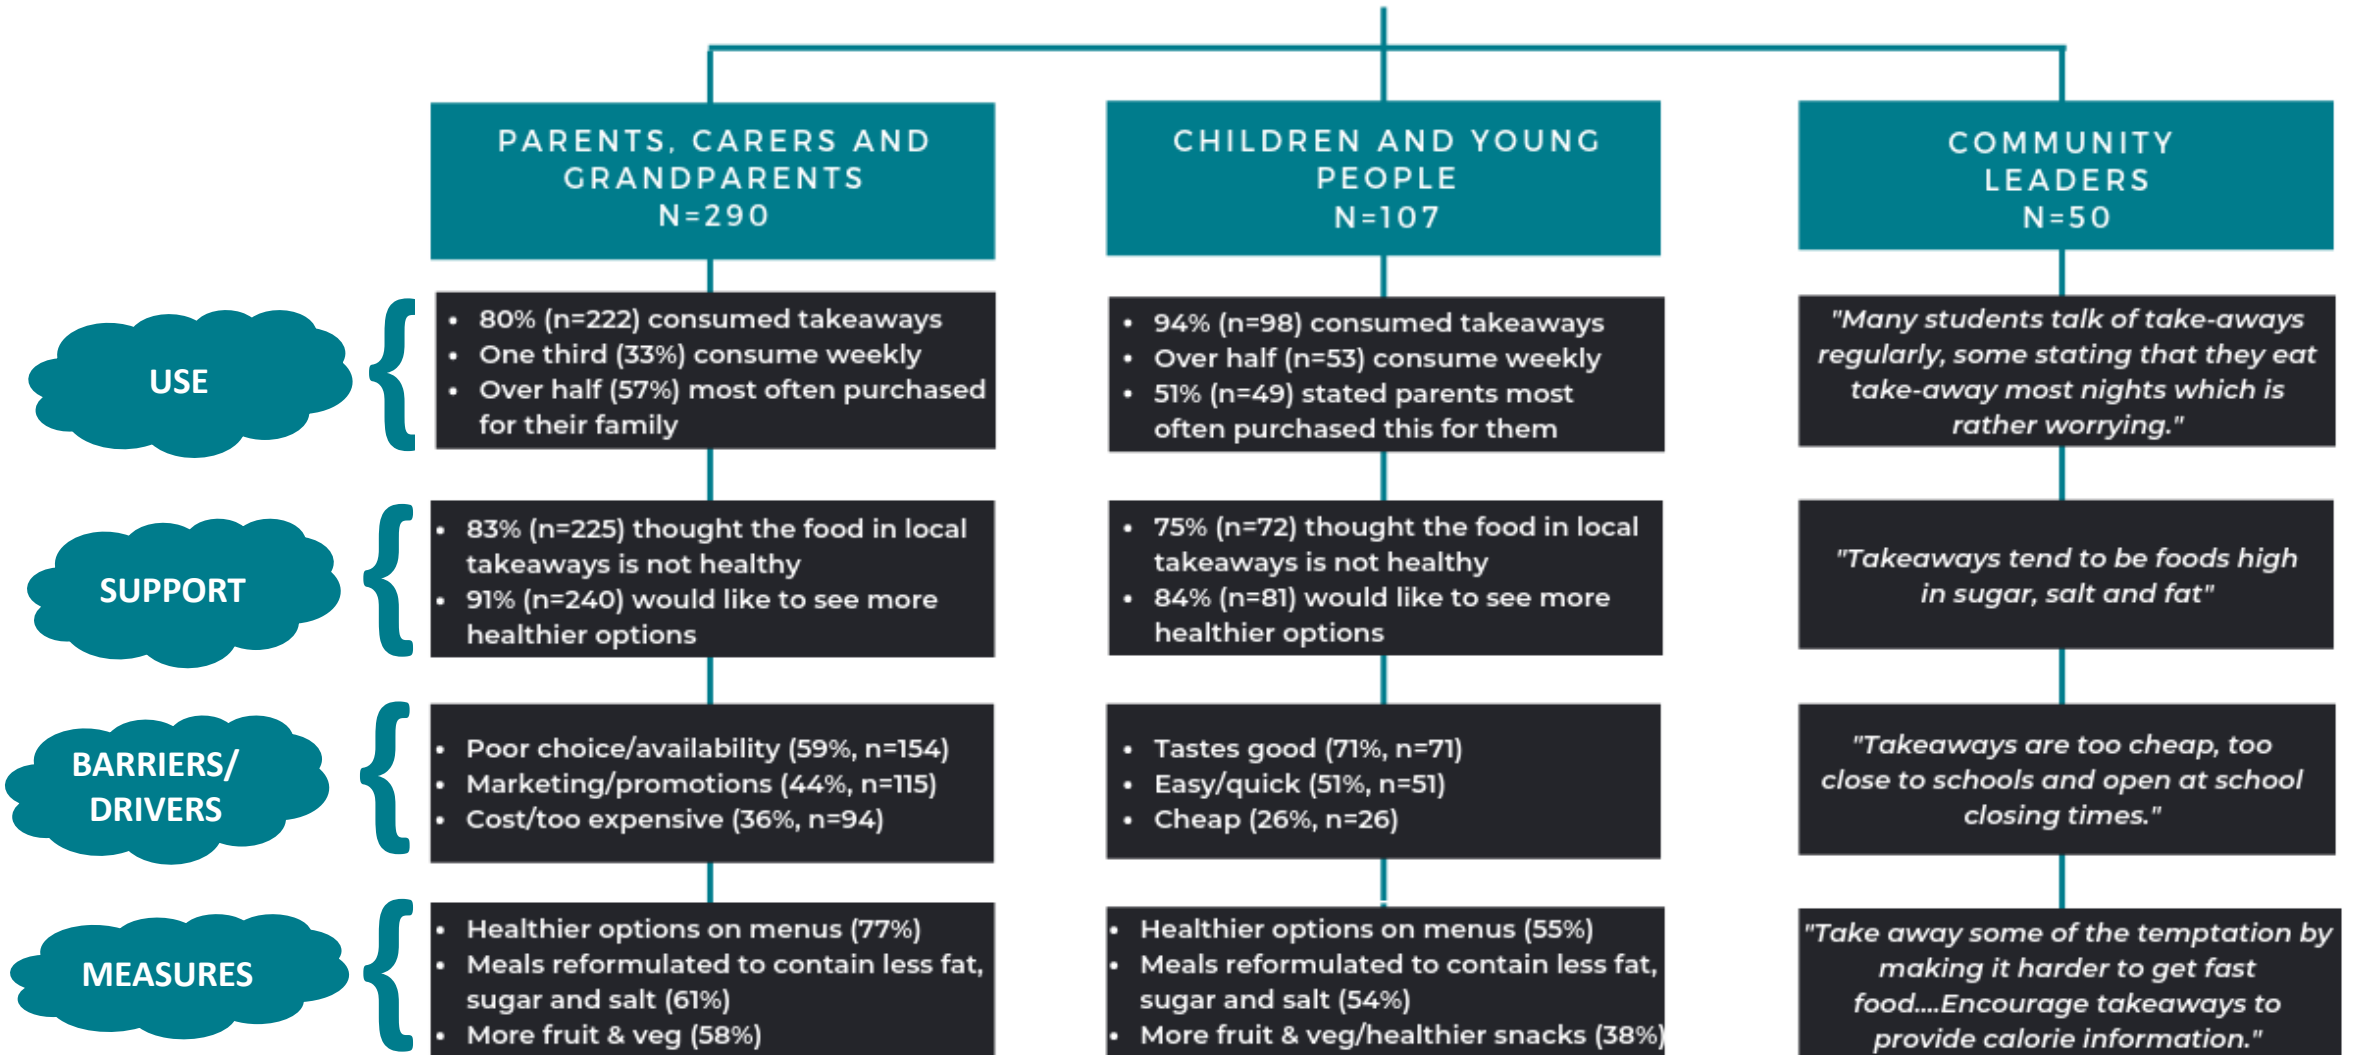 PARENTS, CARERS AND
GRANDPARENTS
N=290
CHILDREN AND YOUNG
PEOPLE
N=107
COMMUNITY
LEADERS
N=50
USE
• 80% (n=222) consumed takeaways
• One third (33%) consume weekly
• Over half (57%) most often purchased
for their family
• 94% (n=98) consumed takeaways
• Over half (n=53) consume weekly
• 51% (n=49) stated parents most
often purchased this for them
"Many students talk of take-aways
regularly, some stating that they eat
take-away most nights which is
rather worrying."
SUPPORT
• 83% (n=225) thought the food in local
takeaways is not healthy
• 91% (n=240) would like to see more
healthier options
• 75% (n=72) thought the food in local
takeaways is not healthy
• 84% (n=81) would like to see more
healthier options
"Takeaways tend to be foods high
in sugar, salt and fat"
BARRIERS/
DRIVERS
• Poor choice/availability (59%, n=154)
• Marketing/promotions (44%, n=115)
• Cost/too expensive (36%, n=94)
• Tastes good (71%, n=71)
• Easy/quick (51%, n=51)
• Cheap (26%, n=26)
"Takeaways are too cheap, too
close to schools and open at school
closing times."
MEASURES
• Healthier options on menus (77%)
• Meals reformulated to contain less fat,
sugar and salt (61%)
• More fruit & veg (58%)
• Healthier options on menus (55%)
• Meals reformulated to contain less fat,
sugar and salt (54%)
• More fruit & veg/healthier snacks (38%)
"Take away some of the temptation by
making it harder to get fast
food....Encourage takeaways to
provide calorie information."